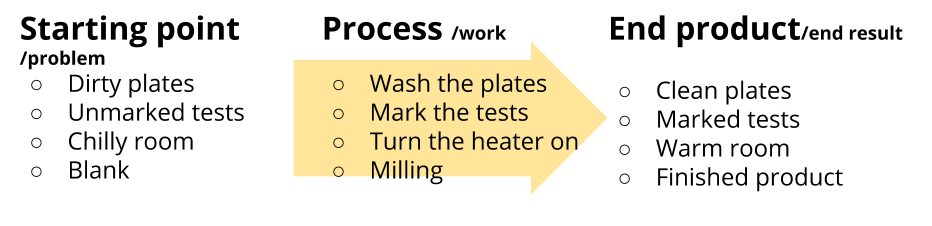 Starting point
/problem
○ Dirty plates
○ Unmarked tests
○ Chilly room
○ Blank
Process /work
○ Wash the plates
○ Mark the tests
○ Turn the heater on
○ Milling
End product/end result
○ Clean plates
○ Marked tests
○ Warm room
○ Finished product